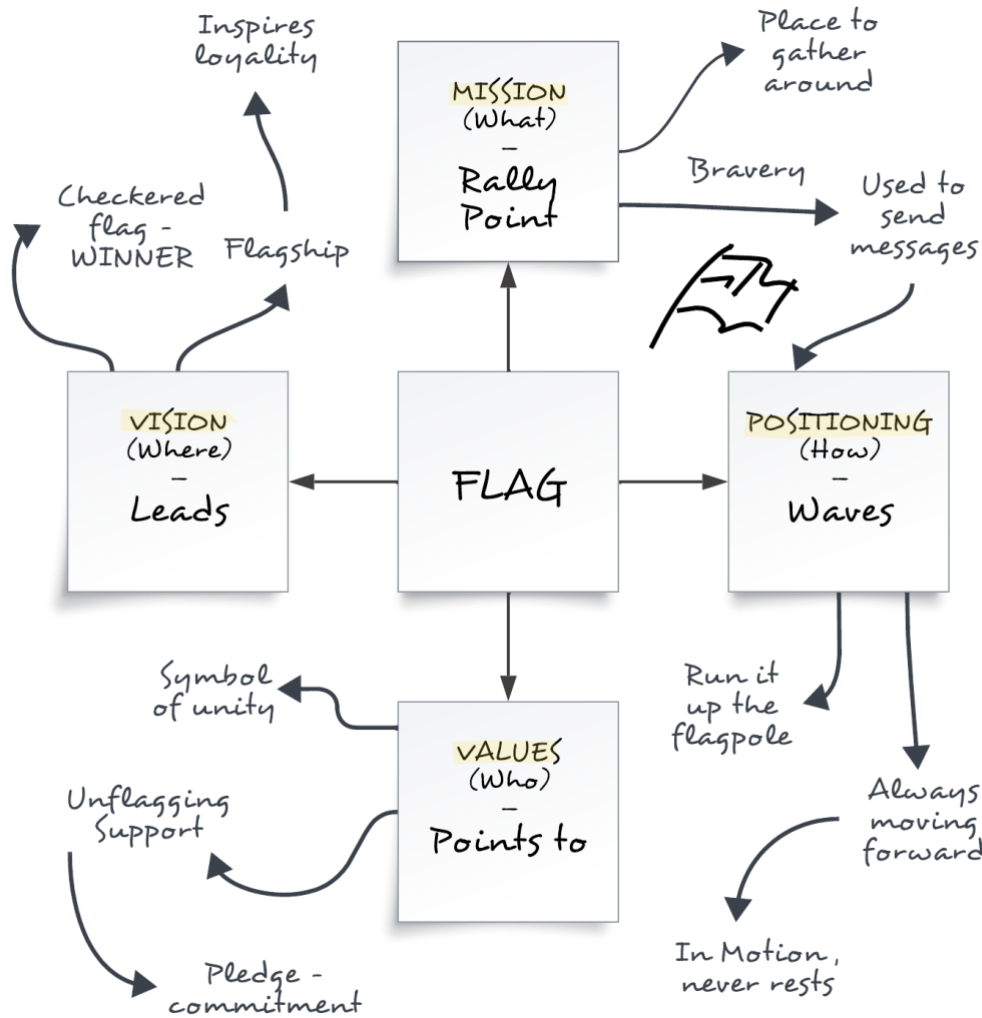 Inspires
loyality
Place to
gather
around
MISSION
(What)
–
Rally
Point
Bravery
Used to
send
messages
Checkered
flag -
WINNER
Flagship
VISION
(Where)
–
Leads
FLAG
POSITIONING
(How)
–
Waves
Symbol
of unity
Run it
up the
flagpole
VALUES
(Who)
–
Points to
Unflagging
Support
Always
moving
forward
In Motion,
never rests
Pledge -
commitment